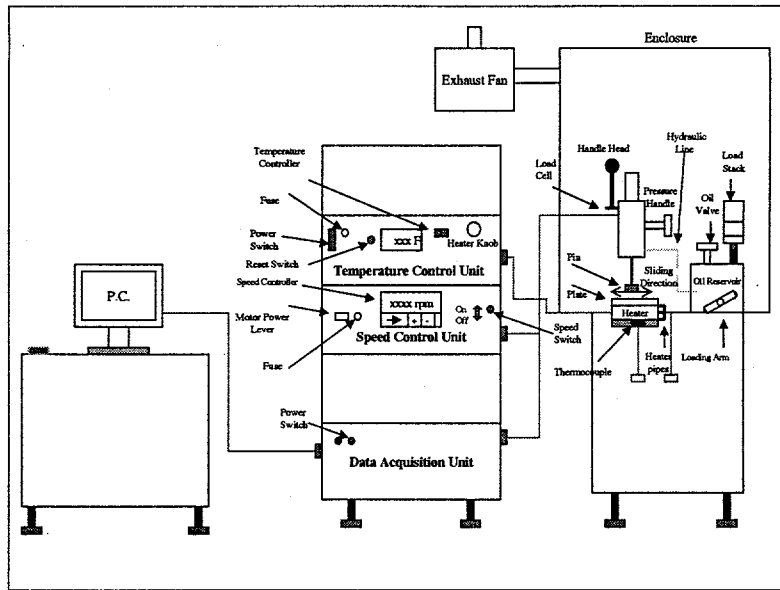 Enclosure
Exhaust Fan
Handle Head
Hydraulic
Line
Load
Stack
Load
Cell
Pressure
Handle
Oil
Valve
Temperature
Controller
Fuse
Power
Switch
xxx F
Heater Knob
Reset Switch
Temperature Control Unit
Pin
Sliding
Direction
Plate
Oil Reservoir
Heater
Speed Controller
P.C.
xxxx rpm
+ -
On
Off
Motor Power
Lever
Speed Control Unit
Speed
Switch
Fuse
Thermocouple
Heater
pipes
Loading Arm
Power
Switch
Data Acquisition Unit